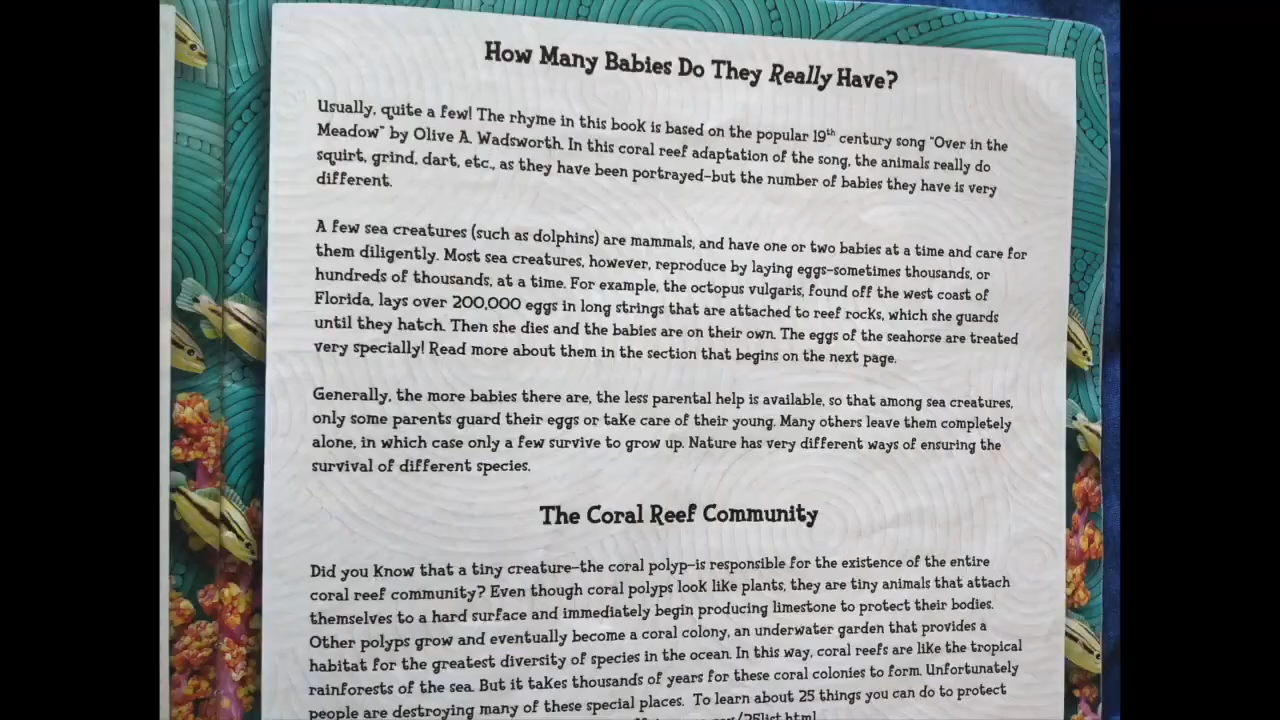 How Many Babies Do They Really Have?
Usually, quite a few! The rhyme in this book is based on the popular 19th century song "Over in the
Meadow" by Olive A. Wadsworth. In this coral reef adaptation of the song, the animals really do
squirt, grind, dart, etc., as they have been portrayed–but the number of babies they have is very
different.
A few sea creatures (such as dolphins) are mammals, and have one or two babies at a time and care for
them diligently. Most sea creatures, however, reproduce by laying eggs–sometimes thousands, or
hundreds of thousands, at a time. For example, the octopus vulgaris, found off the west coast of
Florida, lays over 200,000 eggs in long strings that are attached to reef rocks, which she guards
until they hatch. Then she dies and the babies are on their own. The eggs of the seahorse are treated
very specially! Read more about them in the section that begins on the next page.
Generally, the more babies there are, the less parental help is available, so that among sea creatures,
only some parents guard their eggs or take care of their young. Many others leave them completely
alone, in which case only a few survive to grow up. Nature has very different ways of ensuring the
survival of different species.
The Coral Reef Community
Did you know that a tiny creature–the coral polyp–is responsible for the existence of the entire
coral reef community? Even though coral polyps look like plants, they are tiny animals that attach
themselves to a hard surface and immediately begin producing limestone to protect their bodies.
Other polyps grow and eventually become a coral colony, an underwater garden that provides a
habitat for the greatest diversity of species in the ocean. In this way, coral reefs are like the tropical
rainforests of the sea. But it takes thousands of years for these coral colonies to form. Unfortunately
people are destroying many of these special places. To learn about 25 things you can do to protect